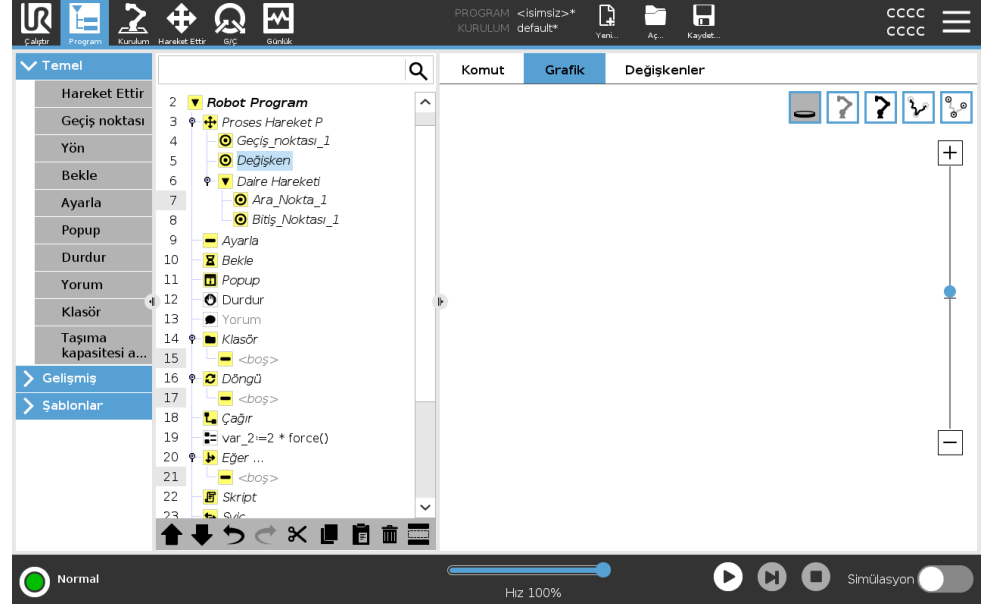 UR
PROGRAM <isimsiz>*
KURULUM default*
CCCC
CCCC
Çalıştır
Program
Kurulum
Hareket Ettir
G/Ç
Günlük
Yeni...
Aç...
Kaydet...
Temel
Hareket Ettir
Geçiş noktası
Yön
Bekle
Ayarla
Popup
Durdur
Yorum
Klasör
Taşıma
kapasitesi a...
Gelişmiş
Şablonlar
2 Robot Program
3 Proses Hareket P
4 Geçiş_noktası_1
5 Değişken
6 Daire Hareketi
7 Ara_Nokta_1
8 Bitiş_Noktası_1
9 Ayarla
10 Bekle
11 Popup
12 Durdur
13 Yorum
14 Klasör
15 <boş>
16 Döngü
17 <boş>
18 Çağır
19 var_2:=2 * force()
20 Eğer ...
21 <boş>
22 Skript
23 Sviç
Komut
Grafik
Değişkenler
Normal
Hız 100%
Simülasyon